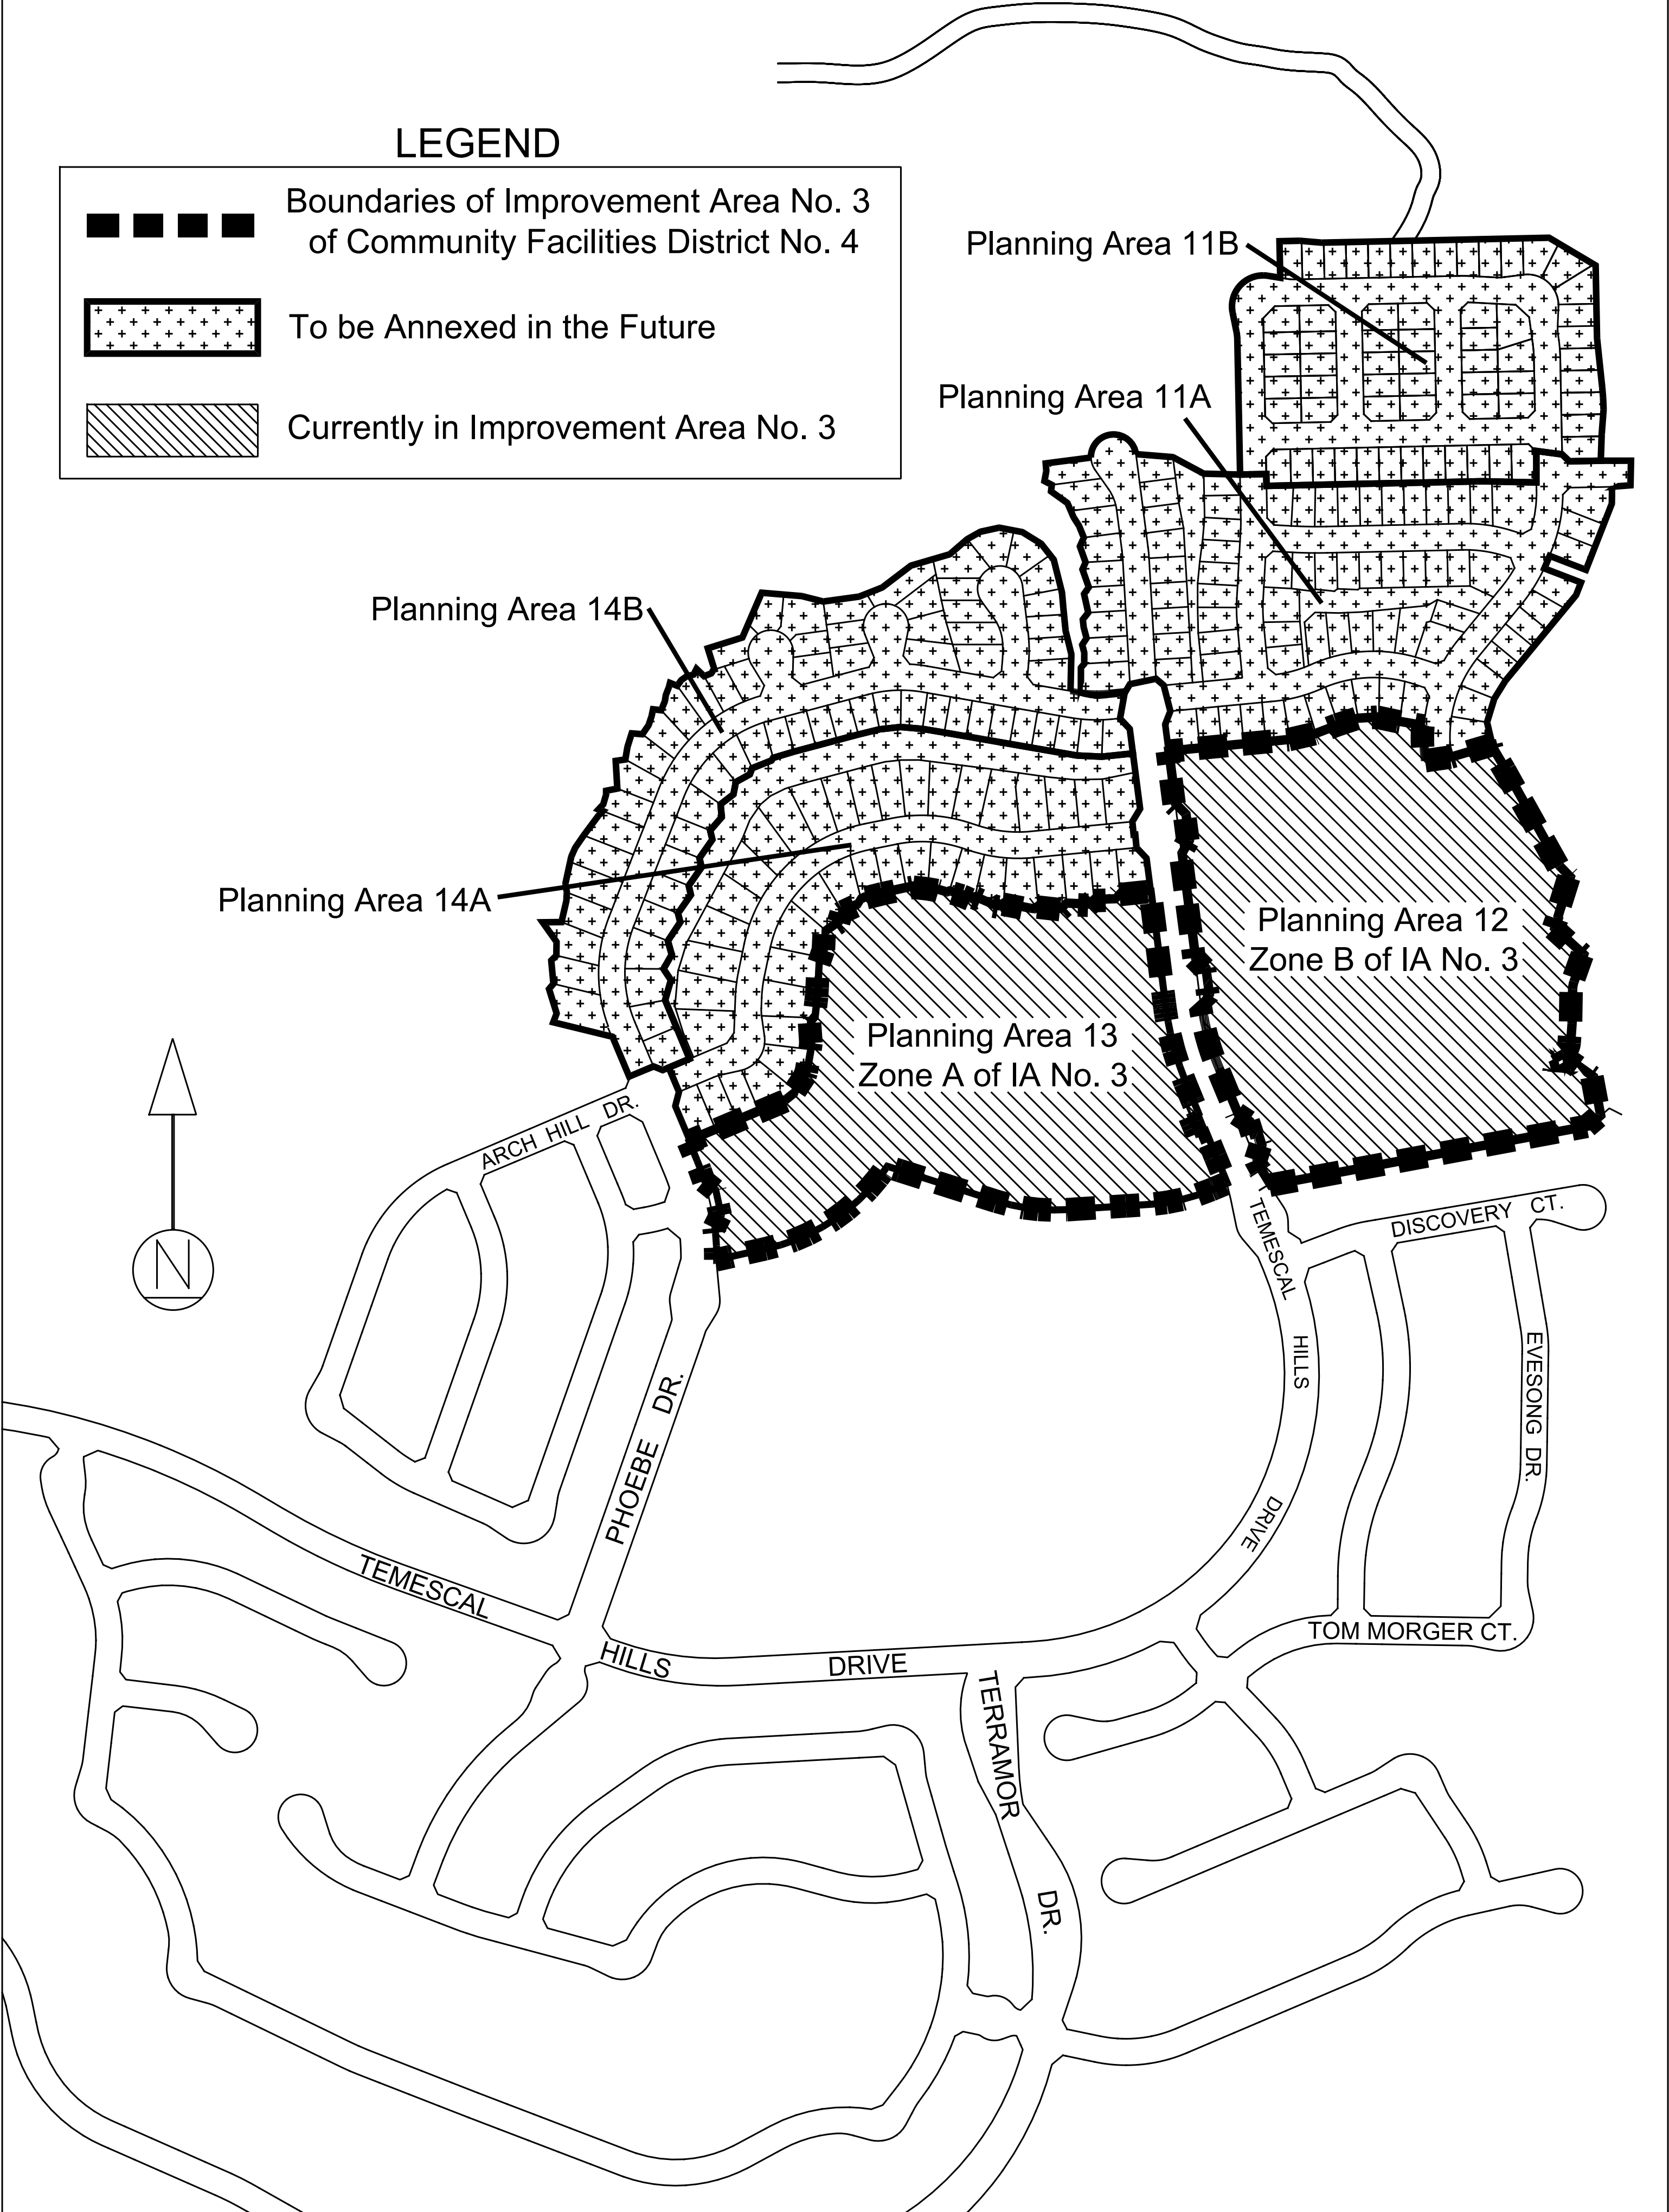 LEGEND
Boundaries of Improvement Area No. 3
of Community Facilities District No. 4
To be Annexed in the Future
Currently in Improvement Area No. 3
Planning Area 11B
Planning Area 11A
Planning Area 14B
Planning Area 14A
Planning Area 12
Zone B of IA No. 3
Planning Area 13
Zone A of IA No. 3
N
ARCH HILL DR.
TEMESCAL
HILLS
DRIVE
DISCOVERY CT.
EVESONG DR.
PHOEBE DR.
TEMESCAL
HILLS
DRIVE
TOM MORGER CT.
TERRAMOR
DR.